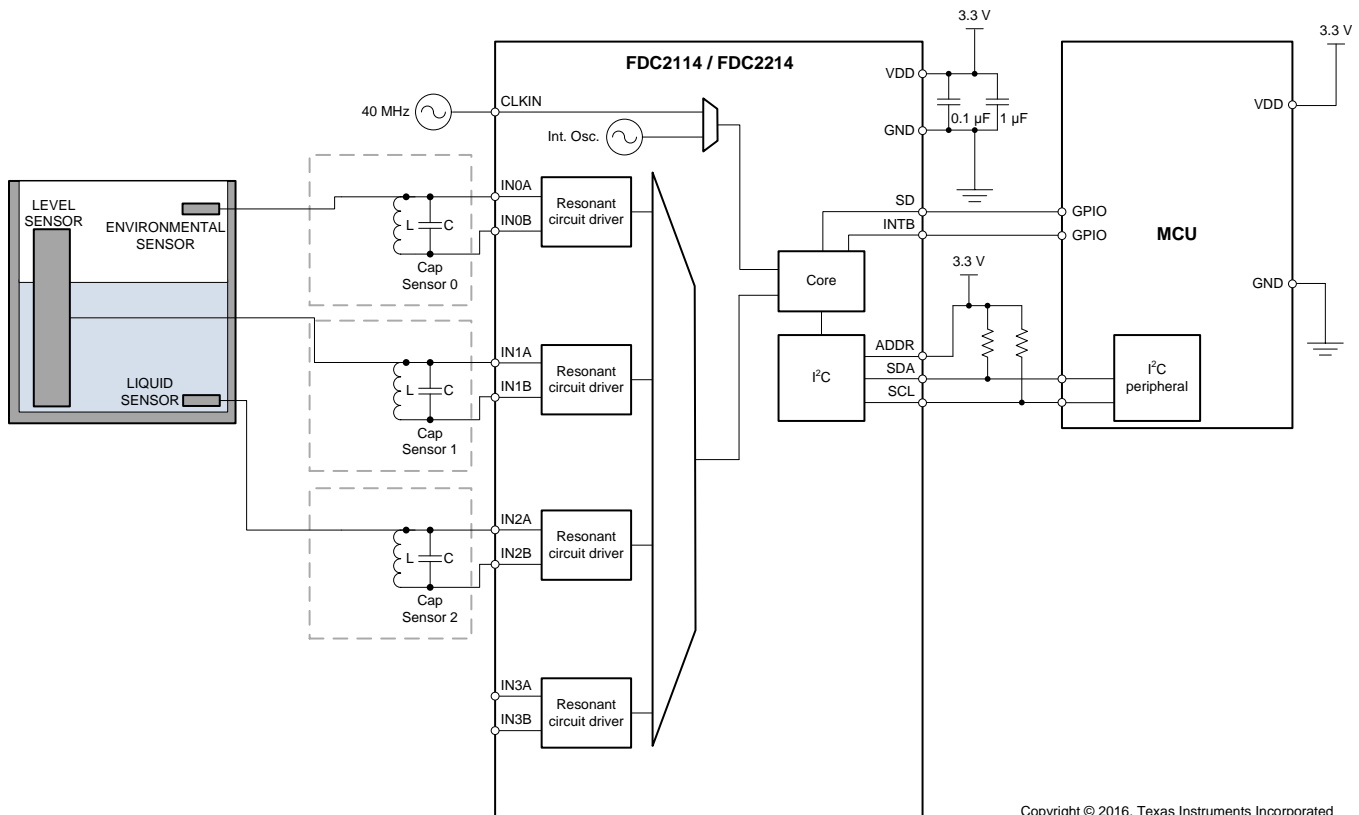 3.3 V
3.3 V
FDC2114 / FDC2214
VDD
40 MHz
CLKIN
0.1 µF
1 µF
VDD
Int. Osc.
GND
LEVEL
SENSOR
ENVIRONMENTAL
SENSOR
L
C
Cap
Sensor 0
IN0A
IN0B
Resonant
circuit driver
SD
INTB
GPIO
GPIO
MCU
Core
3.3 V
GND
LIQUID
SENSOR
L
C
Cap
Sensor 1
IN1A
IN1B
Resonant
circuit driver
I²C
ADDR
SDA
SCL
I²C
peripheral
L
C
Cap
Sensor 2
IN2A
IN2B
Resonant
circuit driver
IN3A
IN3B
Resonant
circuit driver
Copyright © 2016, Texas Instruments Incorporated